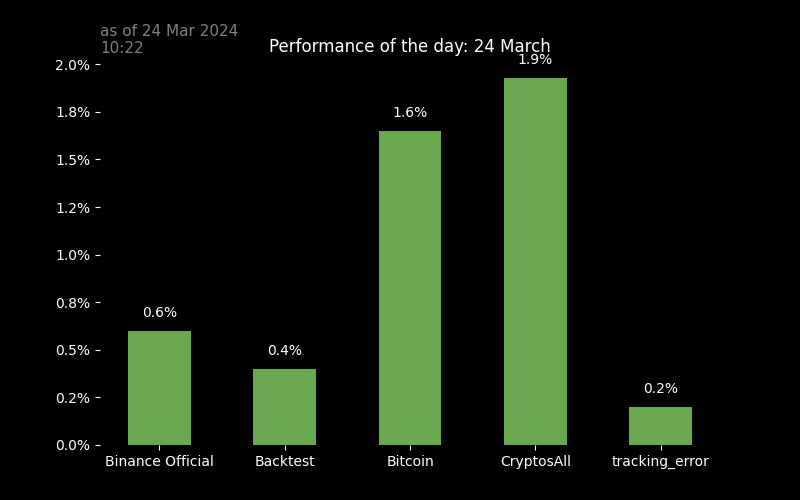 as of 24 Mar 2024
10:22
Performance of the day: 24 March
2.0%
1.8%
1.5%
1.2%
1.0%
0.8%
0.5%
0.2%
0.0%
0.6%
0.4%
1.6%
1.9%
0.2%
Binance Official
Backtest
Bitcoin
CryptosAll
tracking_error